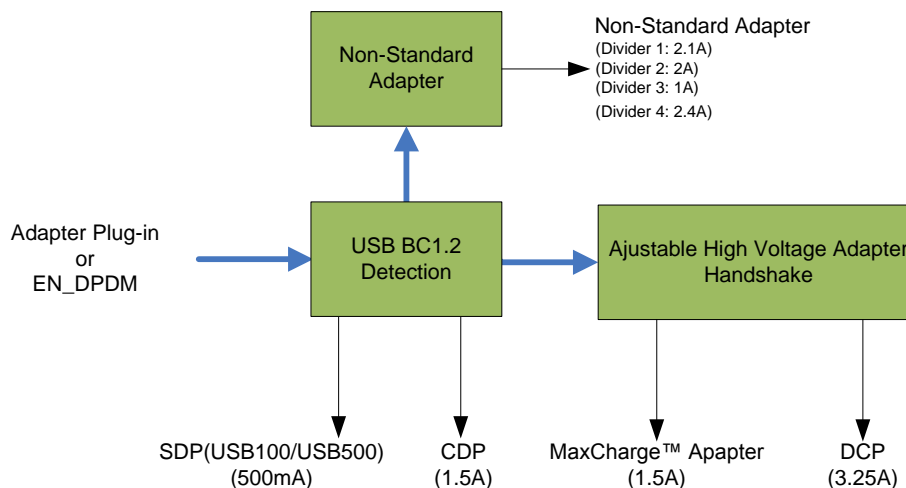 Non-Standard
Adapter
Non-Standard Adapter
(Divider 1: 2.1A)
(Divider 2: 2A)
(Divider 3: 1A)
(Divider 4: 2.4A)
Adapter Plug-in
or
EN_DPDM
USB BC1.2
Detection
Ajustable High Voltage Adapter
Handshake
SDP(USB100/USB500)
(500mA)
CDP
(1.5A)
MaxCharge™ Apapter
(1.5A)
DCP
(3.25A)